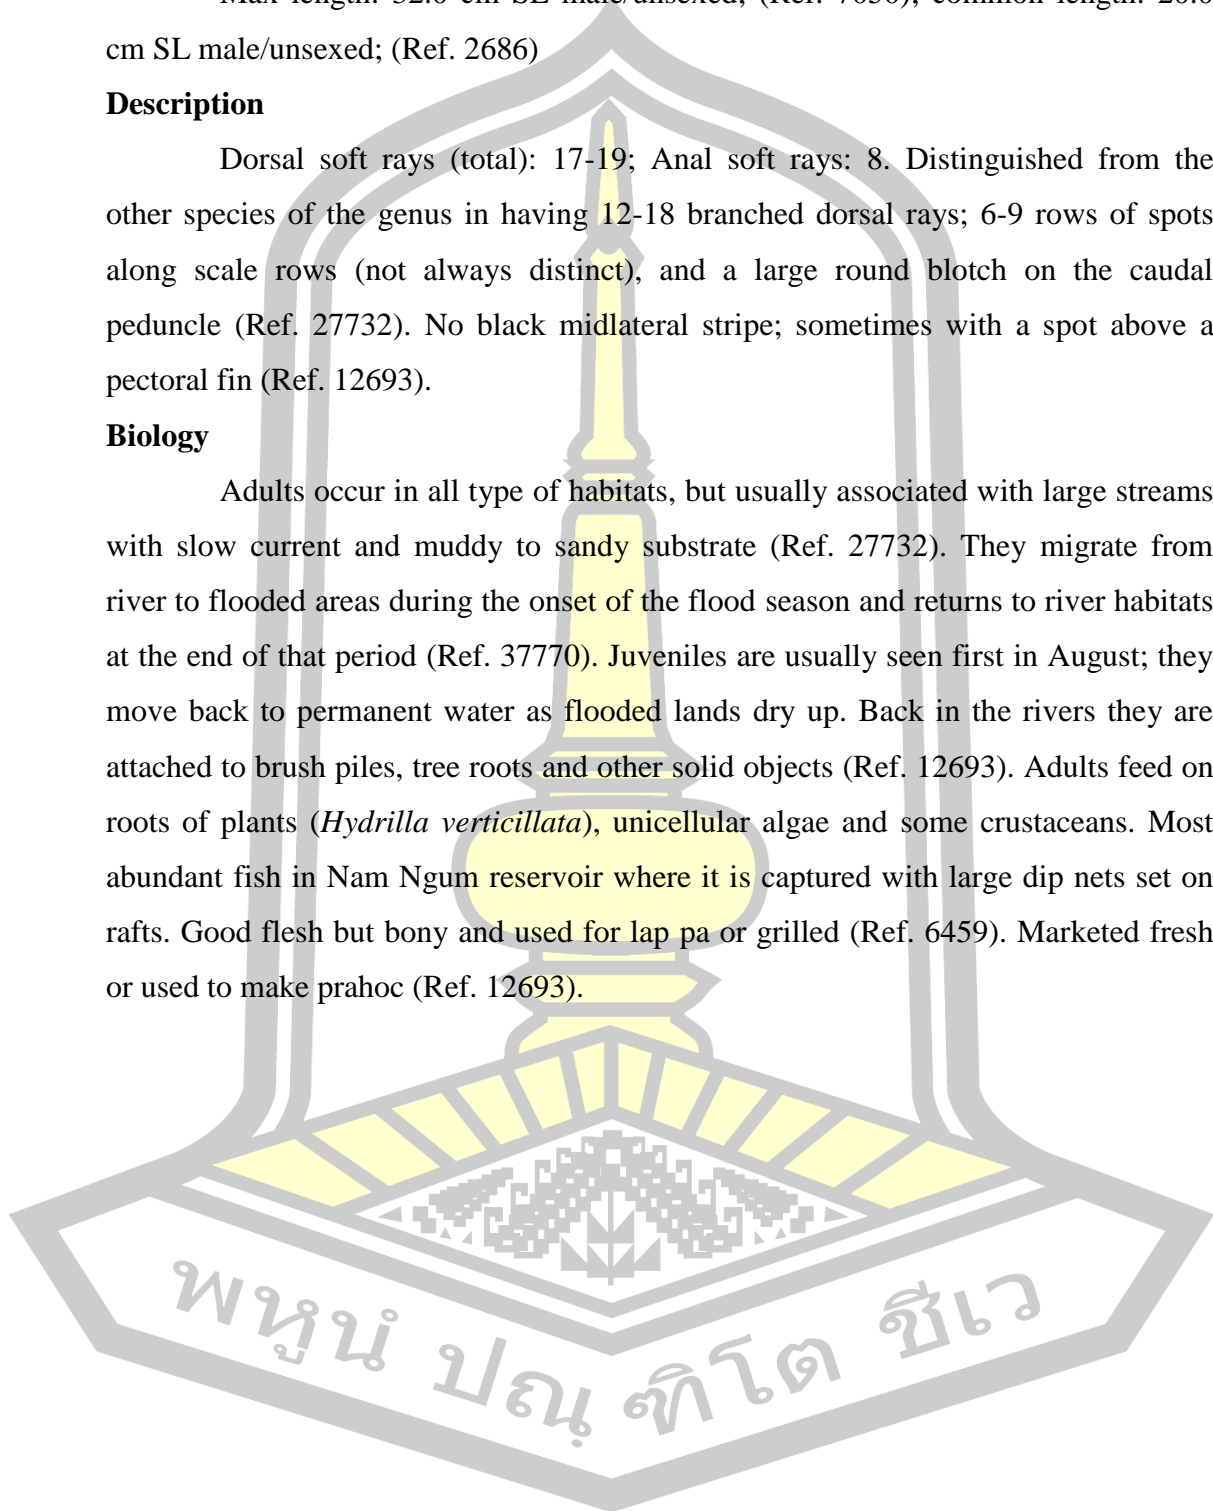 Max length: cm SL male/unsexed; (Ref. ); common length:
cm SL male/unsexed; (Ref. 2686)
Description
Dorsal soft rays (total): 17-19; Anal soft rays: 8. Distinguished from the
other species of the genus in having 12-18 branched dorsal rays; 6-9 rows of spots
along scale rows (not always distinct), and a large round blotch on the caudal
peduncle (Ref. 27732). No black midlateral stripe; sometimes with a spot above a
pectoral fin (Ref. 12693).
Biology
Adults occur in all type of habitats, but usually associated with large streams
with slow current and muddy to sandy substrate (Ref. 27732). They migrate from
river to flooded areas during the onset of the flood season and returns to river habitats
at the end of that period (Ref. 37770). Juveniles are usually seen first in August; they
move back to permanent water as flooded lands dry up. Back in the rivers they are
attached to brush piles, tree roots and other solid objects (Ref. 12693). Adults feed on
roots of plants (Hydrilla verticillata), unicellular algae and some crustaceans. Most
abundant fish in Nam Ngum reservoir where it is captured with large dip nets set on
rafts. Good flesh but bony and used for lap pa or grilled (Ref. 6459). Marketed fresh
or used to make prahoc (Ref. 12693).
พหูนํ ปณฺฑิโต ชีเว